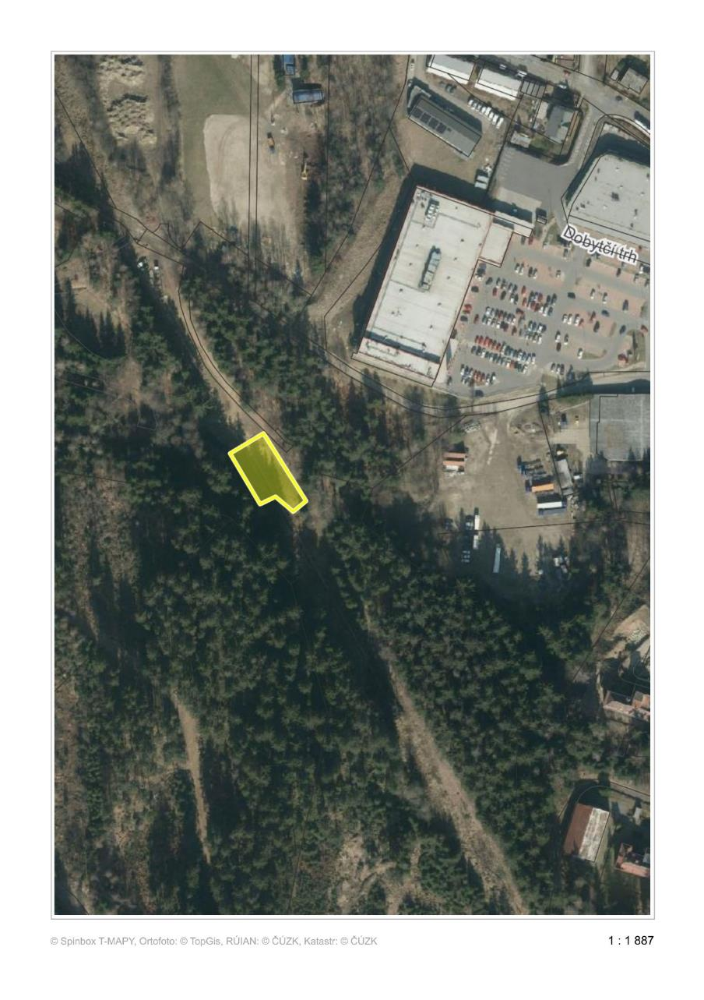 Dobytčí trh
© Spinbox T-MAPY, Ortofoto: © TopGis, RÚIAN: © ČÚZK, Katastr: © ČÚZK
1 : 1 887